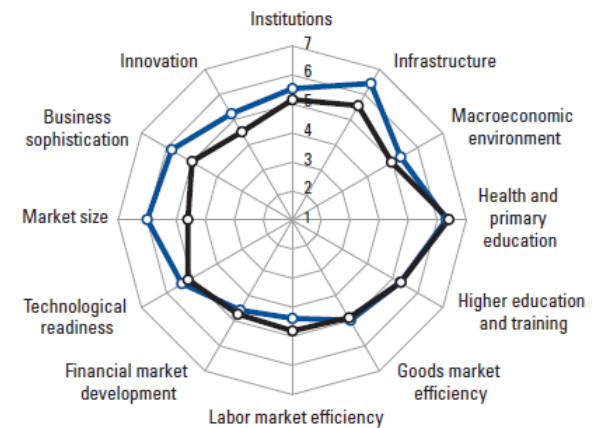 Institutions
7
6
5
4
3
2
1
Infrastructure
Macroeconomic
environment
Health and
primary
education
Higher education
and training
Goods market
efficiency
Labor market efficiency
Financial market
development
Technological
readiness
Market size
Business
sophistication
Innovation